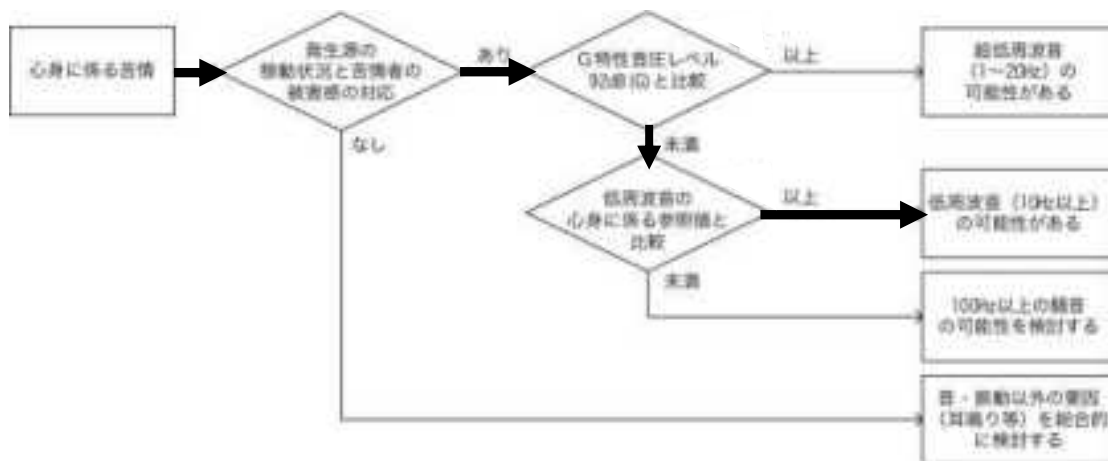 心身に係る苦情
発生源の
稼動状況と苦情者の
被害感の対応
あり
G特性音圧レベル
92dB(G)と比較
以上
超低周波音
(1～20Hz)の
可能性がある
なし
未満
低周波音の
心身に係る参照値と
比較
以上
低周波音(10Hz以上)
の可能性がある
未満
100Hz以上の騒音
の可能性を検討する
音・振動以外の要因
(耳鳴り等)を総合的
に検討する